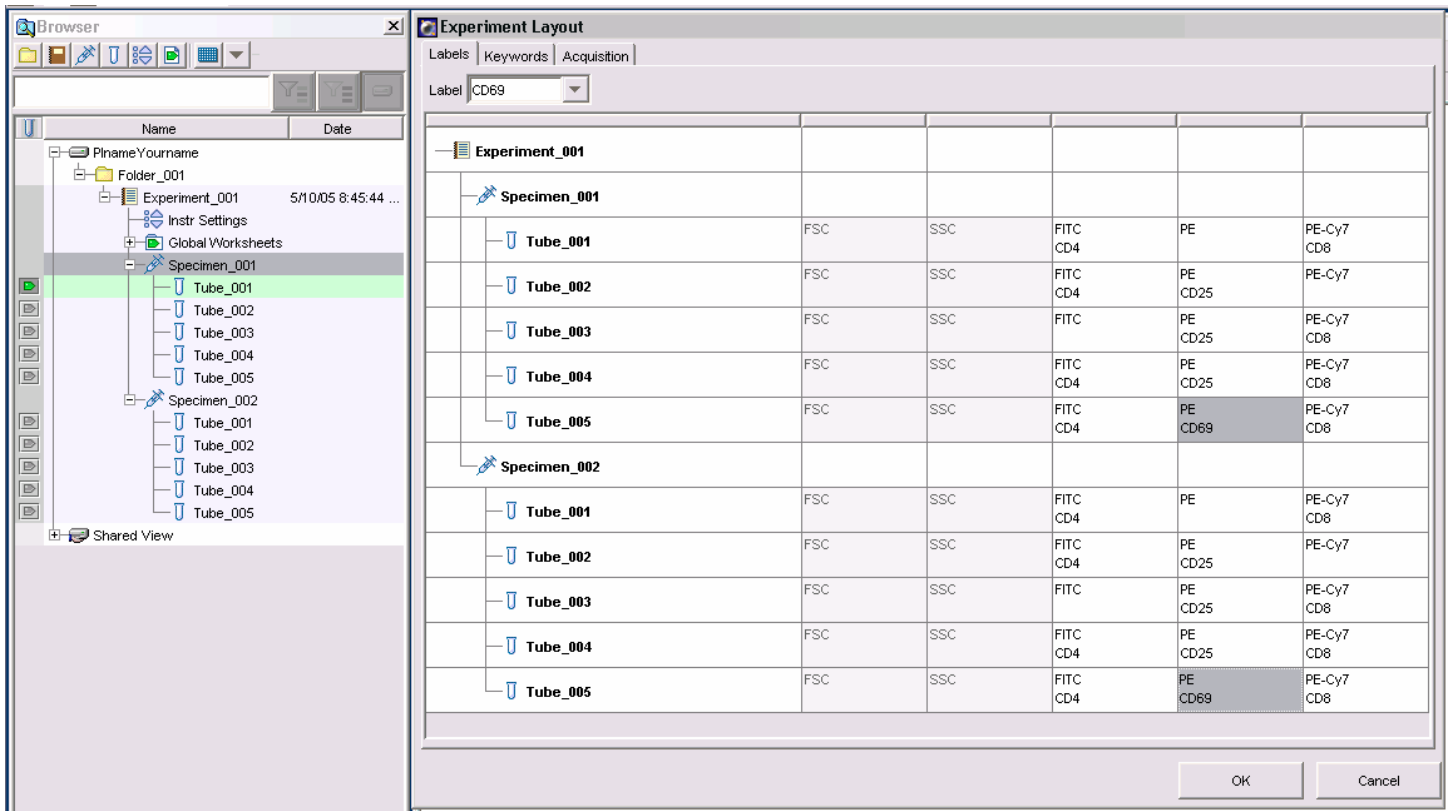 Browser
Name Date
PInameYourname
Folder_001
Experiment_001 5/10/05 8:45:44 ...
Instr Settings
Global Worksheets
Specimen_001
Tube_001
Tube_002
Tube_003
Tube_004
Tube_005
Specimen_002
Tube_001
Tube_002
Tube_003
Tube_004
Tube_005
Shared View
Experiment Layout
Labels Keywords Acquisition
Label CD69
Experiment_001
Specimen_001
Tube_001 FSC SSC FITC PE PE-Cy7
CD4 CD8
Tube_002 FSC SSC FITC PE PE-Cy7
CD4 CD25
Tube_003 FSC SSC FITC PE PE-Cy7
CD25 CD8
Tube_004 FSC SSC FITC PE PE-Cy7
CD4 CD25 CD8
Tube_005 FSC SSC FITC PE PE-Cy7
CD4 CD69 CD8
Specimen_002
Tube_001 FSC SSC FITC PE PE-Cy7
CD4 CD8
Tube_002 FSC SSC FITC PE PE-Cy7
CD4 CD25
Tube_003 FSC SSC FITC PE PE-Cy7
CD25 CD8
Tube_004 FSC SSC FITC PE PE-Cy7
CD4 CD25 CD8
Tube_005 FSC SSC FITC PE PE-Cy7
CD4 CD69 CD8
OK Cancel